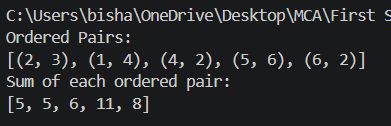 C:\Users\bisha\OneDrive\Desktop\MCA\First S
Ordered Pairs:
[(2, 3), (1, 4), (4, 2), (5, 6), (6, 2)]
Sum of each ordered pair:
[5, 5, 6, 11, 8]